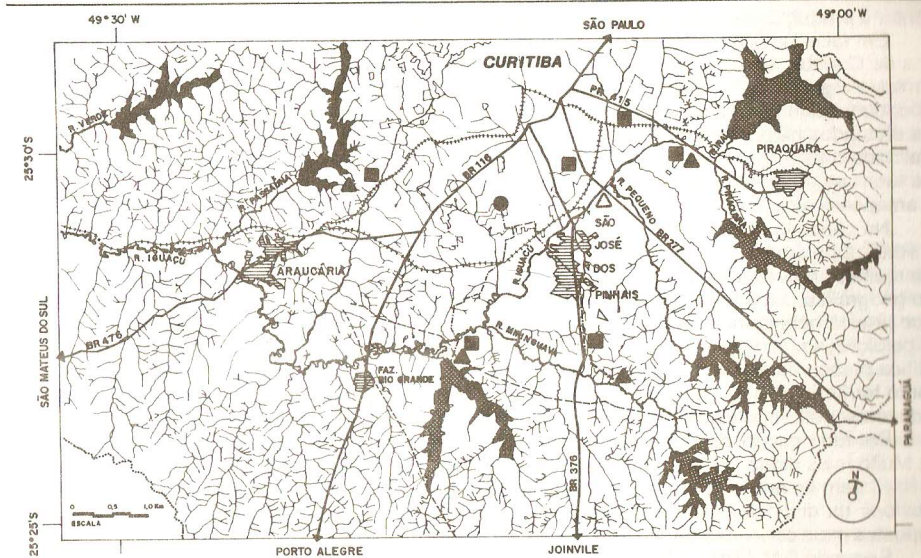 49°30' W
49°00' W
SÃO PAULO
CURITIBA
PR 415
R. VERDE
25°30'S
R. IRAÍ
PIRAQUARA
BR 116
R. PASSAÚNA
R. PEQUENO
R. PIRAQUARA
SÃO
JOSÉ
DOS
PINHAIS
BR 277
R. IGUAÇU
R. IGUAÇU
ARAUCÁRIA
R. MIRINGUAVA
SÃO MATEUS DO SUL
BR 476
FAZ.
RIO GRANDE
PARANAGUÁ
BR 376
N
0 0,5 1,0 Km
ESCALA
25°25'S
PORTO ALEGRE
JOINVILE